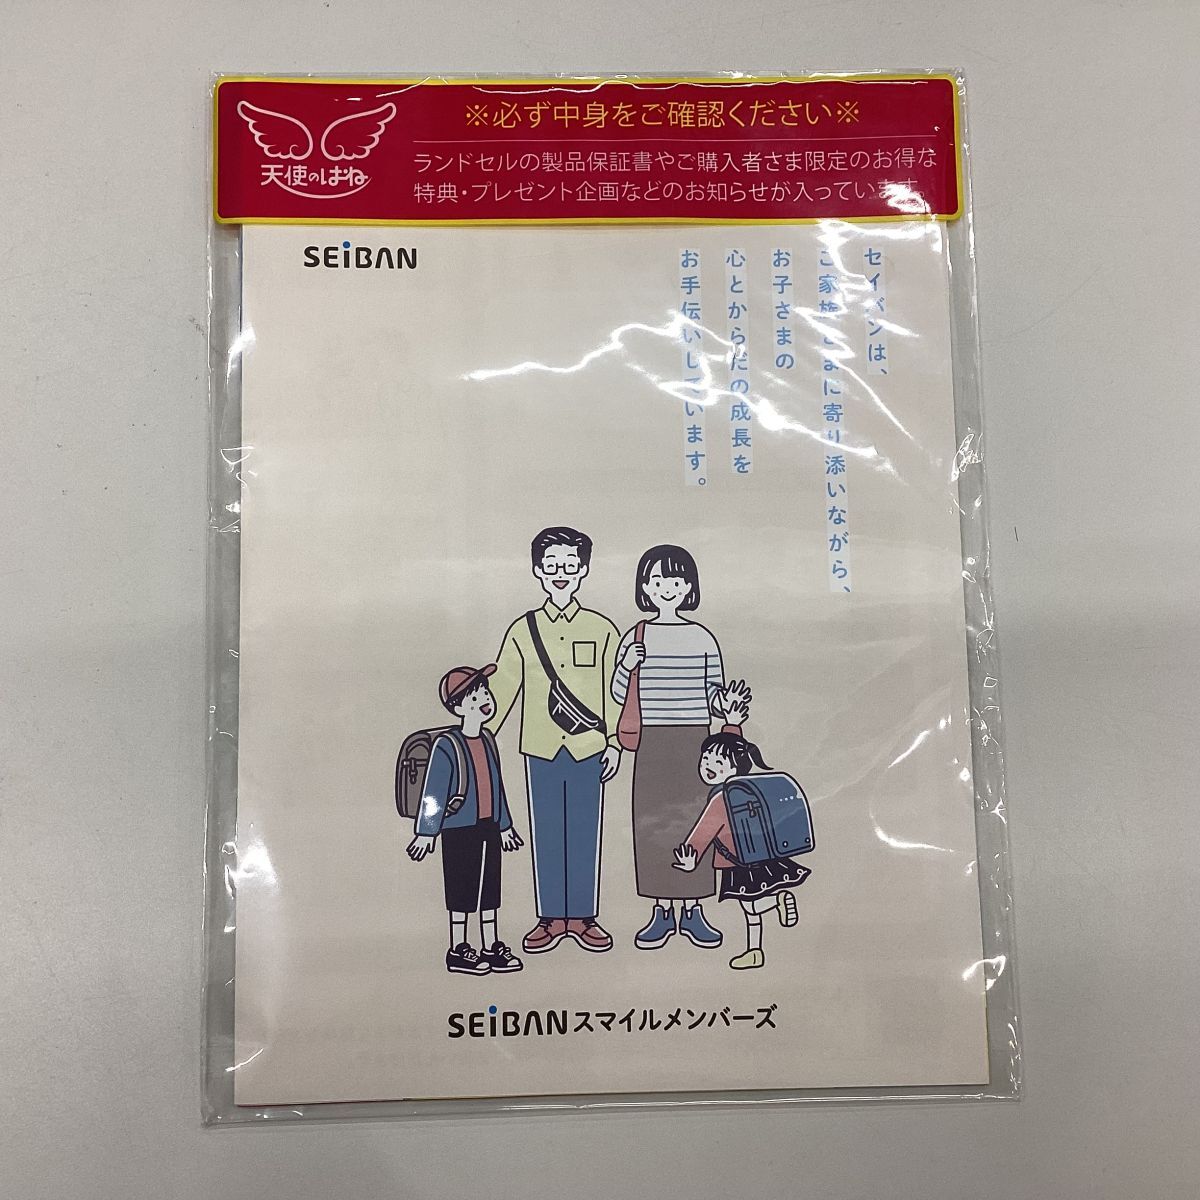 ※必ず中身をご確認ください※
天使のはね
ランドセルの製品保証書やご購入者さま限定のお得な
特典・プレゼント企画などのお知らせが入っています。
SEiBAN
セイバンは、
ご家族さまに寄り添いながら、
お子さまの
心とからだの成長を
お手伝いしています。
SEiBANスマイルメンバーズ